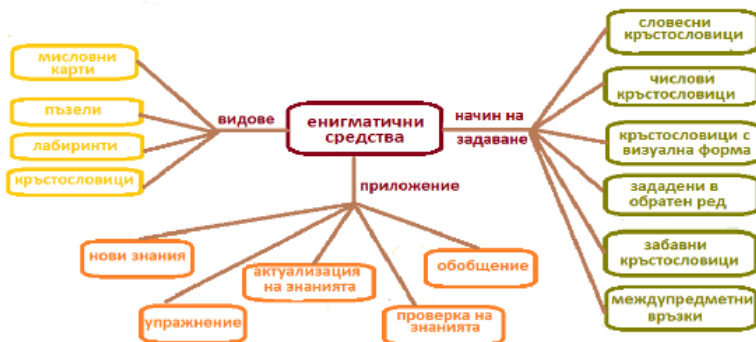 енигматични
средства
видове
мисловни
карти
пъзели
лабиринти
кръстословици
приложение
нови знания
упражнение
актуализация
на знанията
проверка на
знанията
обобщение
начин на
задаване
словесни
кръстословици
числови
кръстословици
кръстословици с
визуална форма
зададени в
обратен ред
забавни
кръстословици
междупредметни
връзки